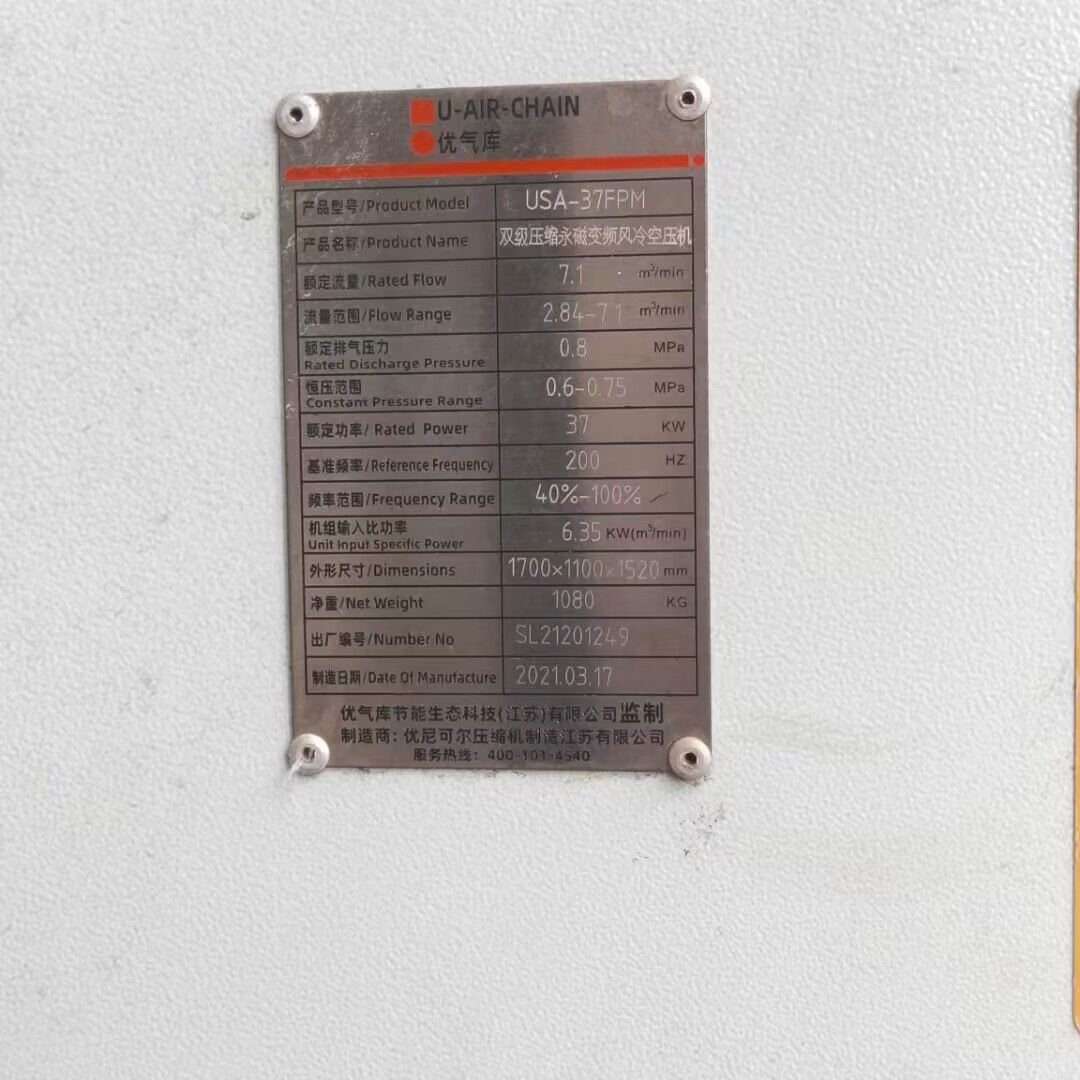 U-AIR-CHAIN
优气库
产品型号/Product Model USA-37FPM
产品名称/Product Name 双级压缩永磁变频风冷空压机
额定流量/Rated Flow 7.1 m³/min
流量范围/Flow Range 2.84-7.1 m³/min
额定排气压力
Rated Discharge Pressure 0.8 MPa
恒压范围
Constant Pressure Range 0.6-0.75 MPa
额定功率/ Rated Power 37 KW
基准频率/Reference Frequency 200 HZ
频率范围/Frequency Range 40%-100%
机组输入比功率
Unit Input Specific Power 6.35 KW(m³/min)
外形尺寸/Dimensions 1700×1100×1520 mm
净重/Net Weight 1080 KG
出厂编号/Number No SL21201249
制造日期/Date Of Manufacture 2021.03.17
优气库节能生态科技(江苏)有限公司监制
制造商: 优尼可尔压缩机制造江苏有限公司
服务热线: 400-101-4540